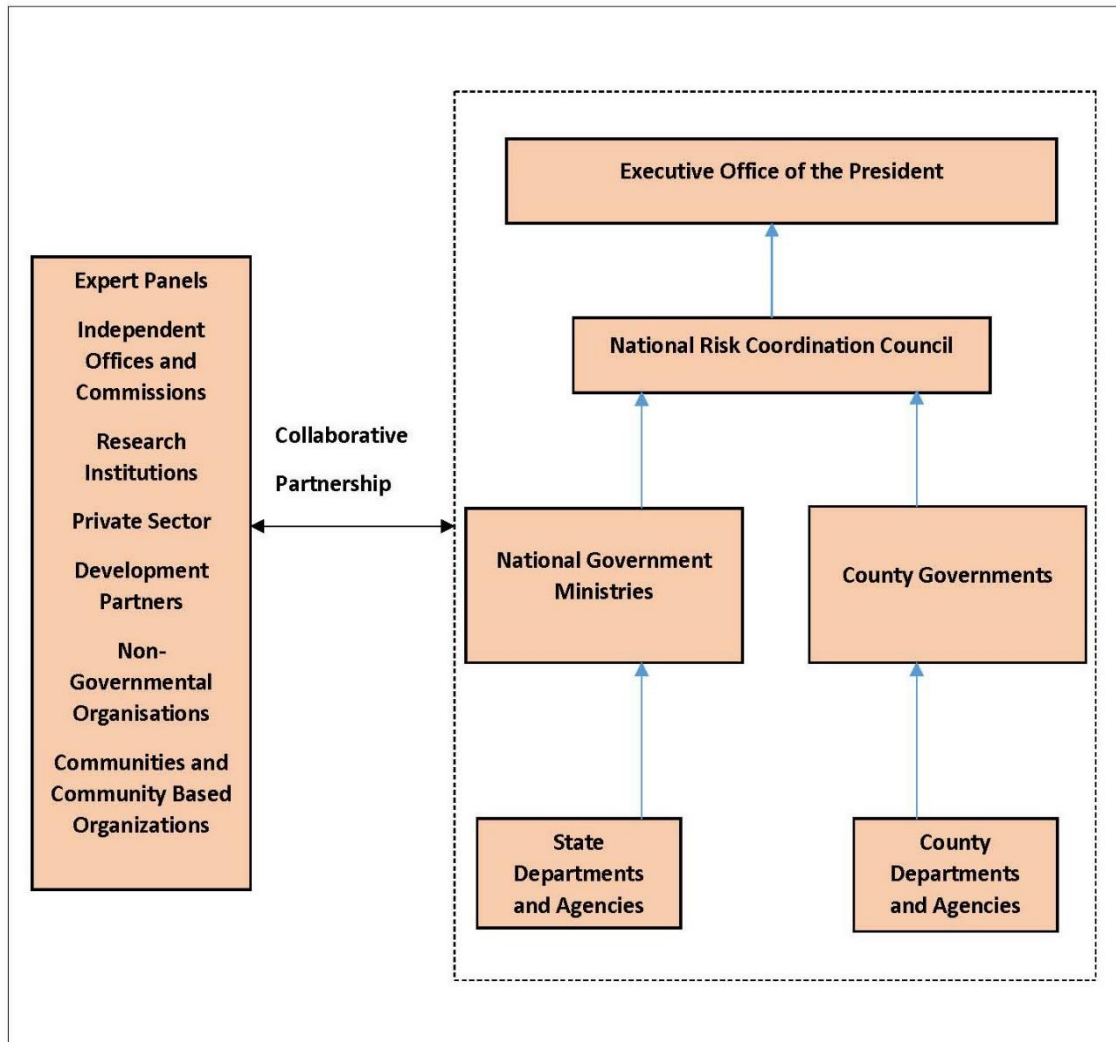 Executive Office of the President
National Risk Coordination Council
Expert Panels
Independent
Offices and
Commissions
Research
Institutions
Private Sector
Development
Partners
Non-
Governmental
Organisations
Communities and
Community Based
Organizations
Collaborative
Partnership
National Government
Ministries
County Governments
State
Departments
and Agencies
County
Departments
and Agencies